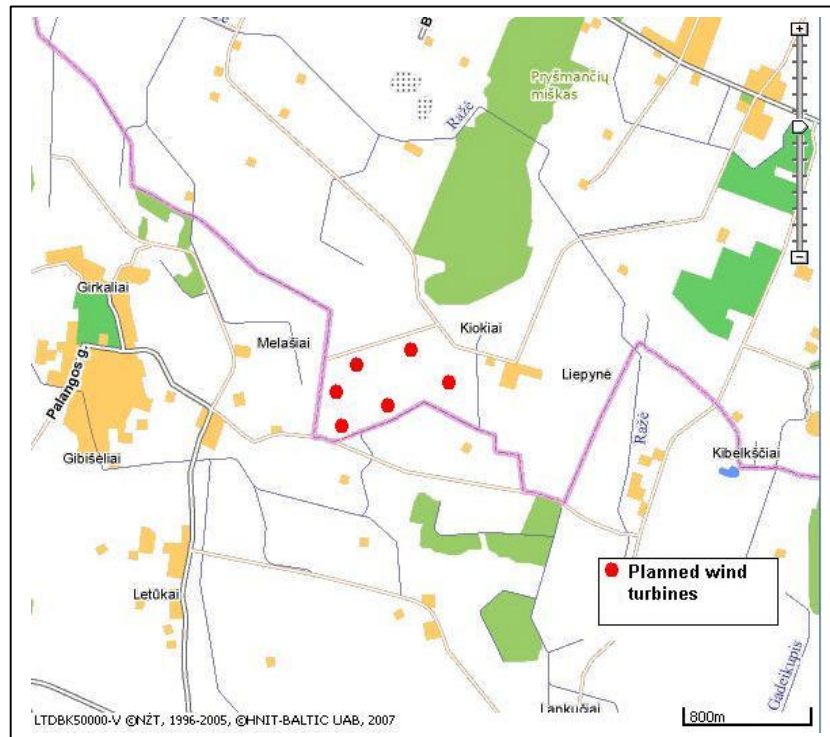 B
Pryšmančių
miškas
Ražė
Girkaliai
Palangos g.
Melašiai
Kiokiai
Liepynė
Ražė
Gibišėliai
Kibelkščiai
Letūkai
Planned wind
turbines
Gadeikupis
Lankučiai
LTDBK50000-V ©NŽT, 1996-2005, ©HNIT-BALTIC UAB, 2007
800m